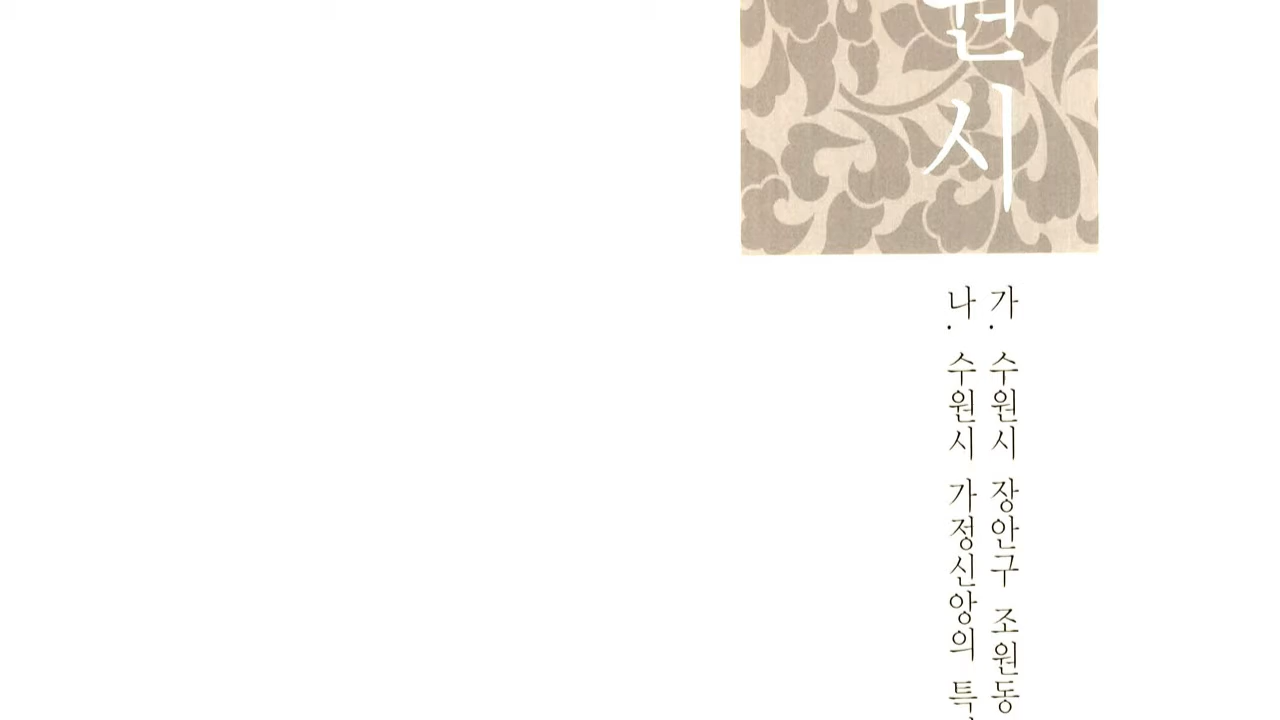 원시
가. 수원시 장안구 조원동
나. 수원시 가정신앙의